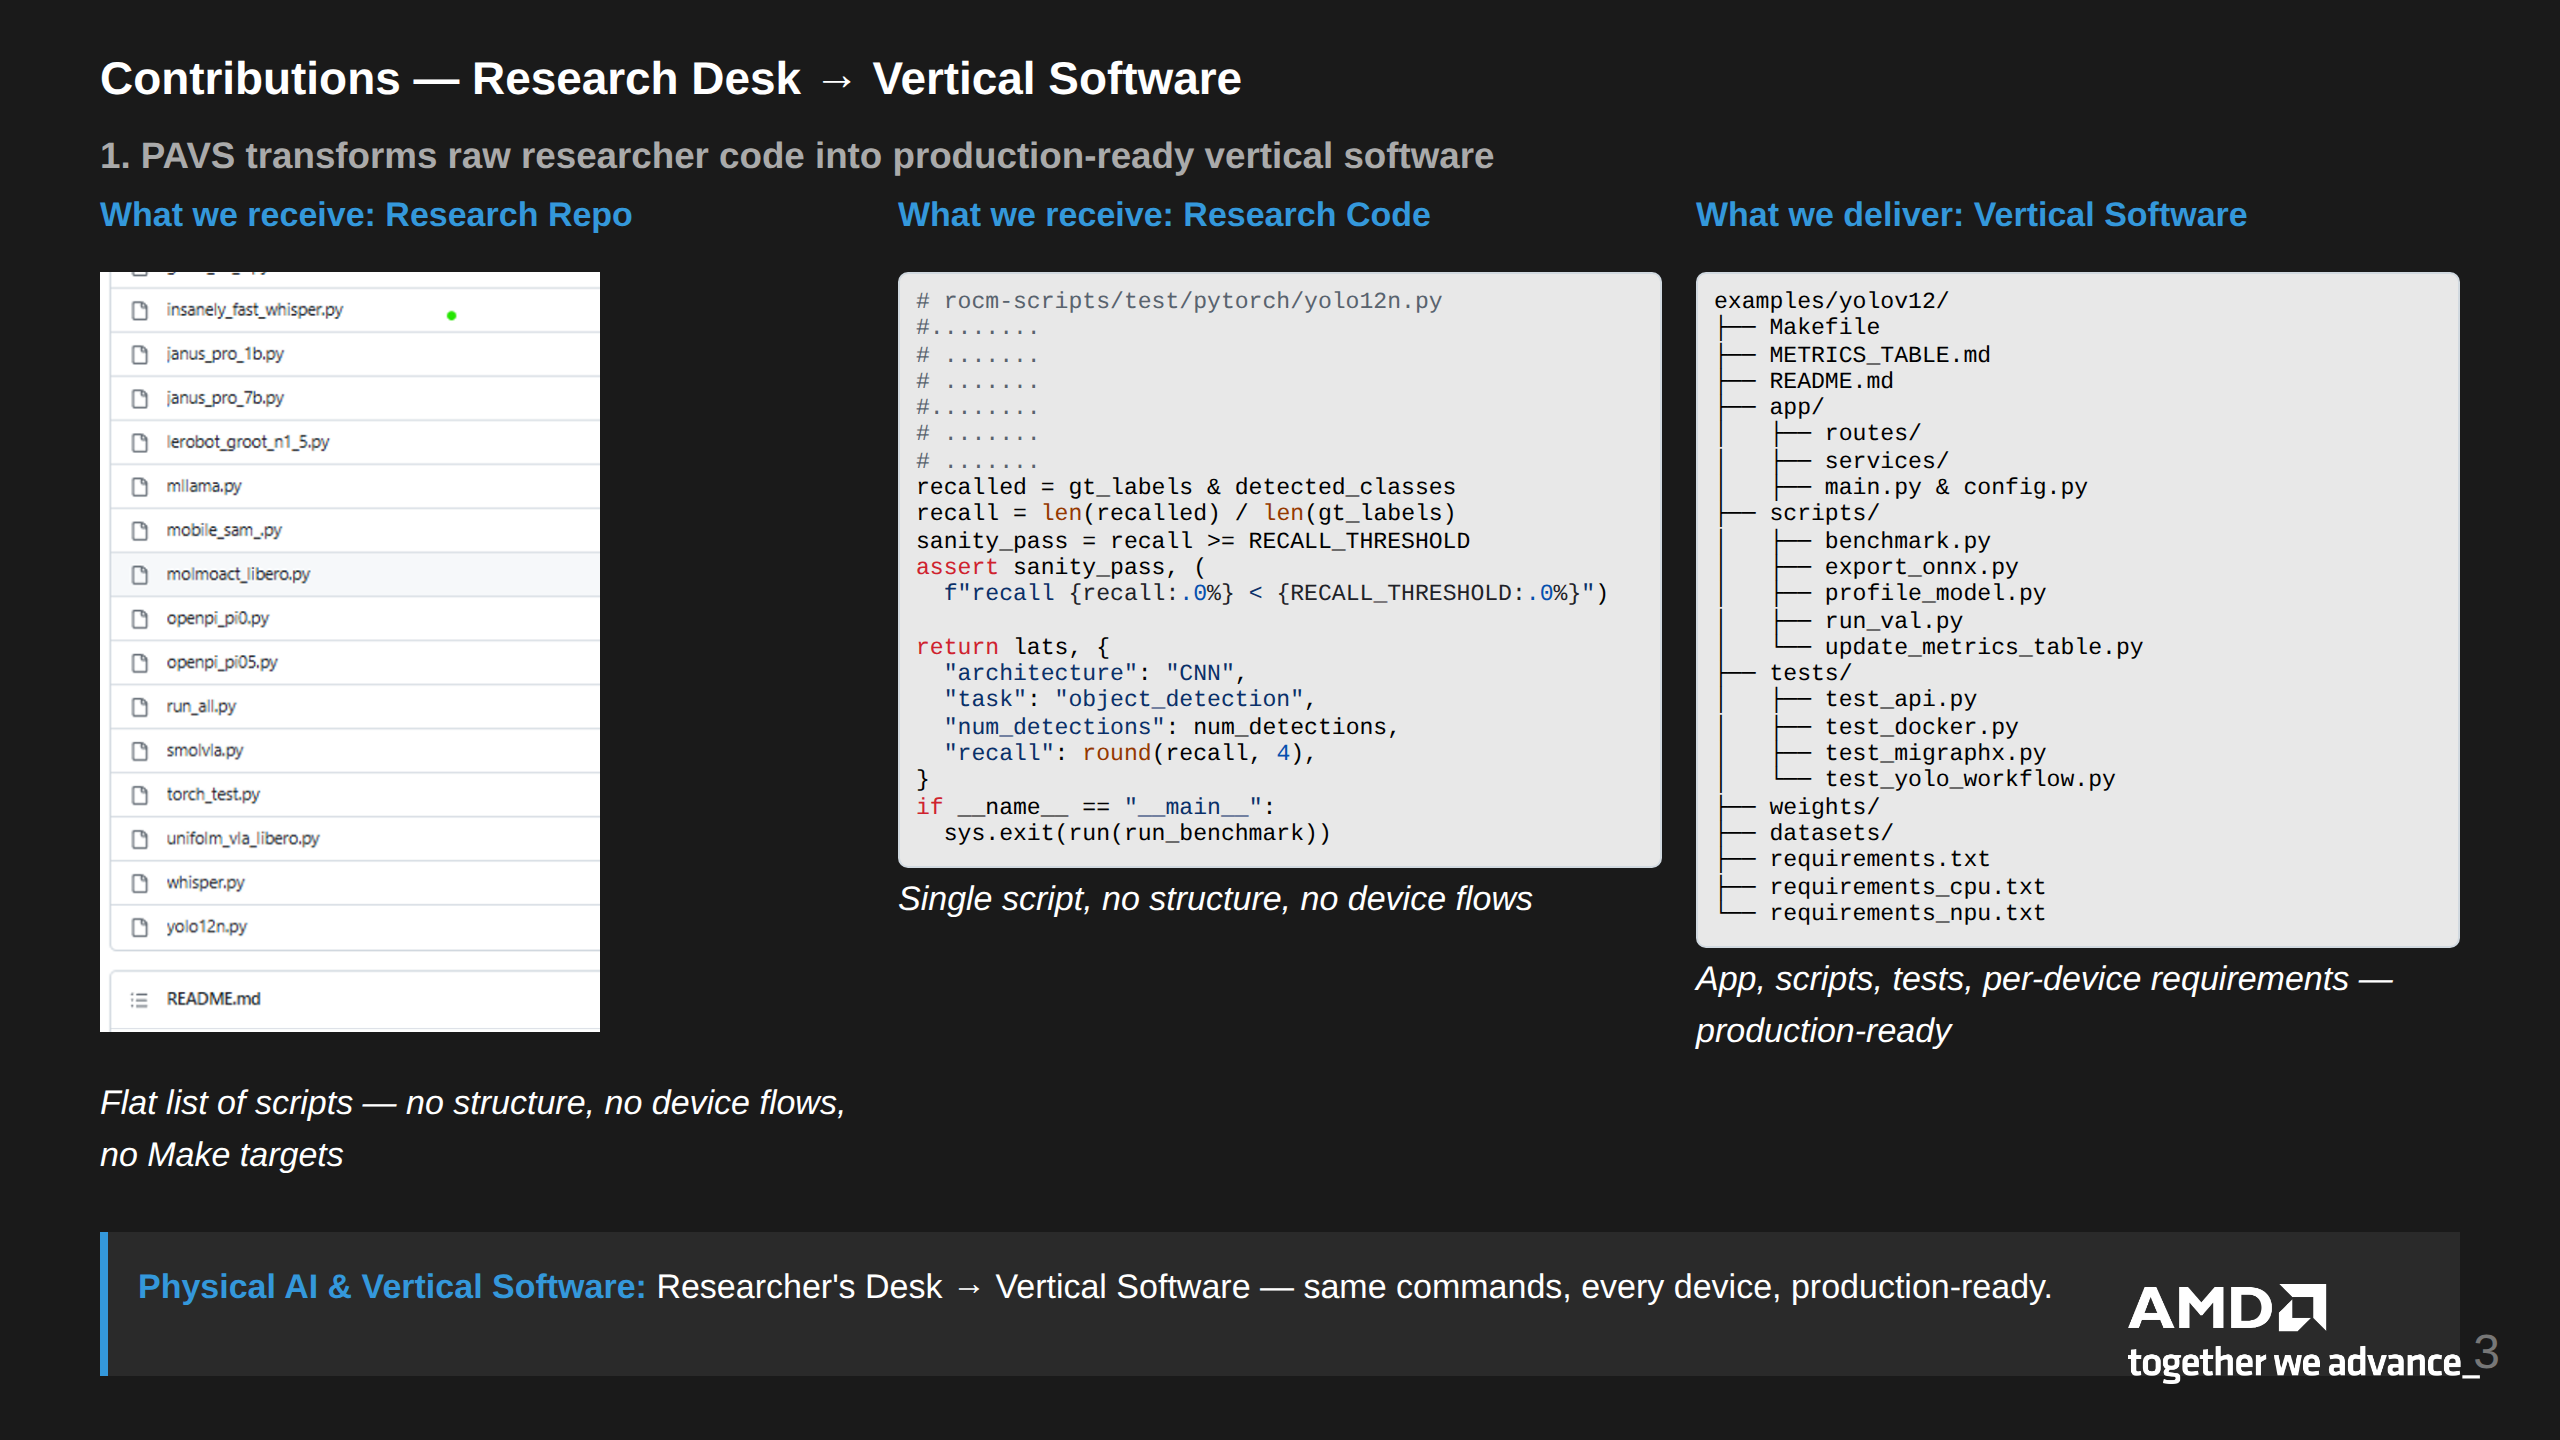 Contributions — Research Desk → Vertical Software
1. PAVS transforms raw researcher code into production-ready vertical software
What we receive: Research Repo
insanely_fast_whisper.py
janus_pro_1b.py
janus_pro_7b.py
lerobot_groot_n1_5.py
mllama.py
mobile_sam_.py
molmoact_libero.py
openpi_pi0.py
openpi_pi05.py
run_all.py
smolvla.py
torch_test.py
unifolm_vla_libero.py
whisper.py
yolo12n.py
README.md
Flat list of scripts — no structure, no device flows,
no Make targets
What we receive: Research Code
# rocm-scripts/test/pytorch/yolo12n.py
#........
# .......
# .......
#........
# .......
# .......
recalled = gt_labels & detected_classes
recall = len(recalled) / len(gt_labels)
sanity_pass = recall >= RECALL_THRESHOLD
assert sanity_pass, (
  f"recall {recall:.0%} < {RECALL_THRESHOLD:.0%}")
return lats, {
  "architecture": "CNN",
  "task": "object_detection",
  "num_detections": num_detections,
  "recall": round(recall, 4),
}
if __name__ == "__main__":
  sys.exit(run(run_benchmark))
Single script, no structure, no device flows
What we deliver: Vertical Software
examples/yolov12/
├── Makefile
├── METRICS_TABLE.md
├── README.md
├── app/
│   ├── routes/
│   ├── services/
│   ├── main.py & config.py
├── scripts/
│   ├── benchmark.py
│   ├── export_onnx.py
│   ├── profile_model.py
│   ├── run_val.py
│   └── update_metrics_table.py
├── tests/
│   ├── test_api.py
│   ├── test_docker.py
│   ├── test_migraphx.py
│   └── test_yolo_workflow.py
├── weights/
├── datasets/
├── requirements.txt
├── requirements_cpu.txt
└── requirements_npu.txt
App, scripts, tests, per-device requirements —
production-ready
Physical AI & Vertical Software: Researcher's Desk → Vertical Software — same commands, every device, production-ready.
AMD
together we advance_
3